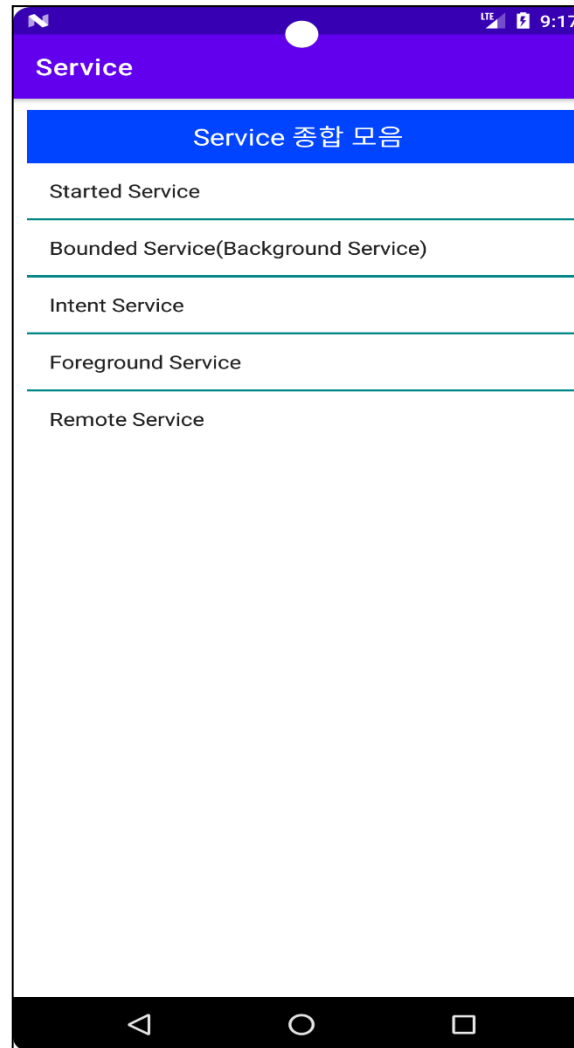 LTE 9:17
Service
Service 종합 모음
Started Service
Bounded Service(Background Service)
Intent Service
Foreground Service
Remote Service